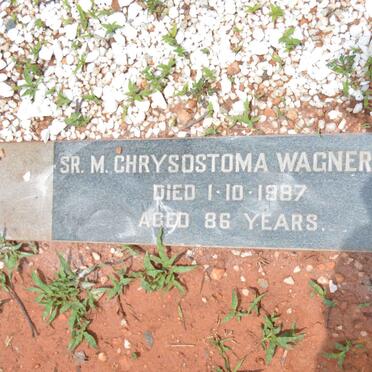 SR. M. CHRYSOSTOMA WAGNER
DIED 1·10·1987
AGED 86 YEARS.